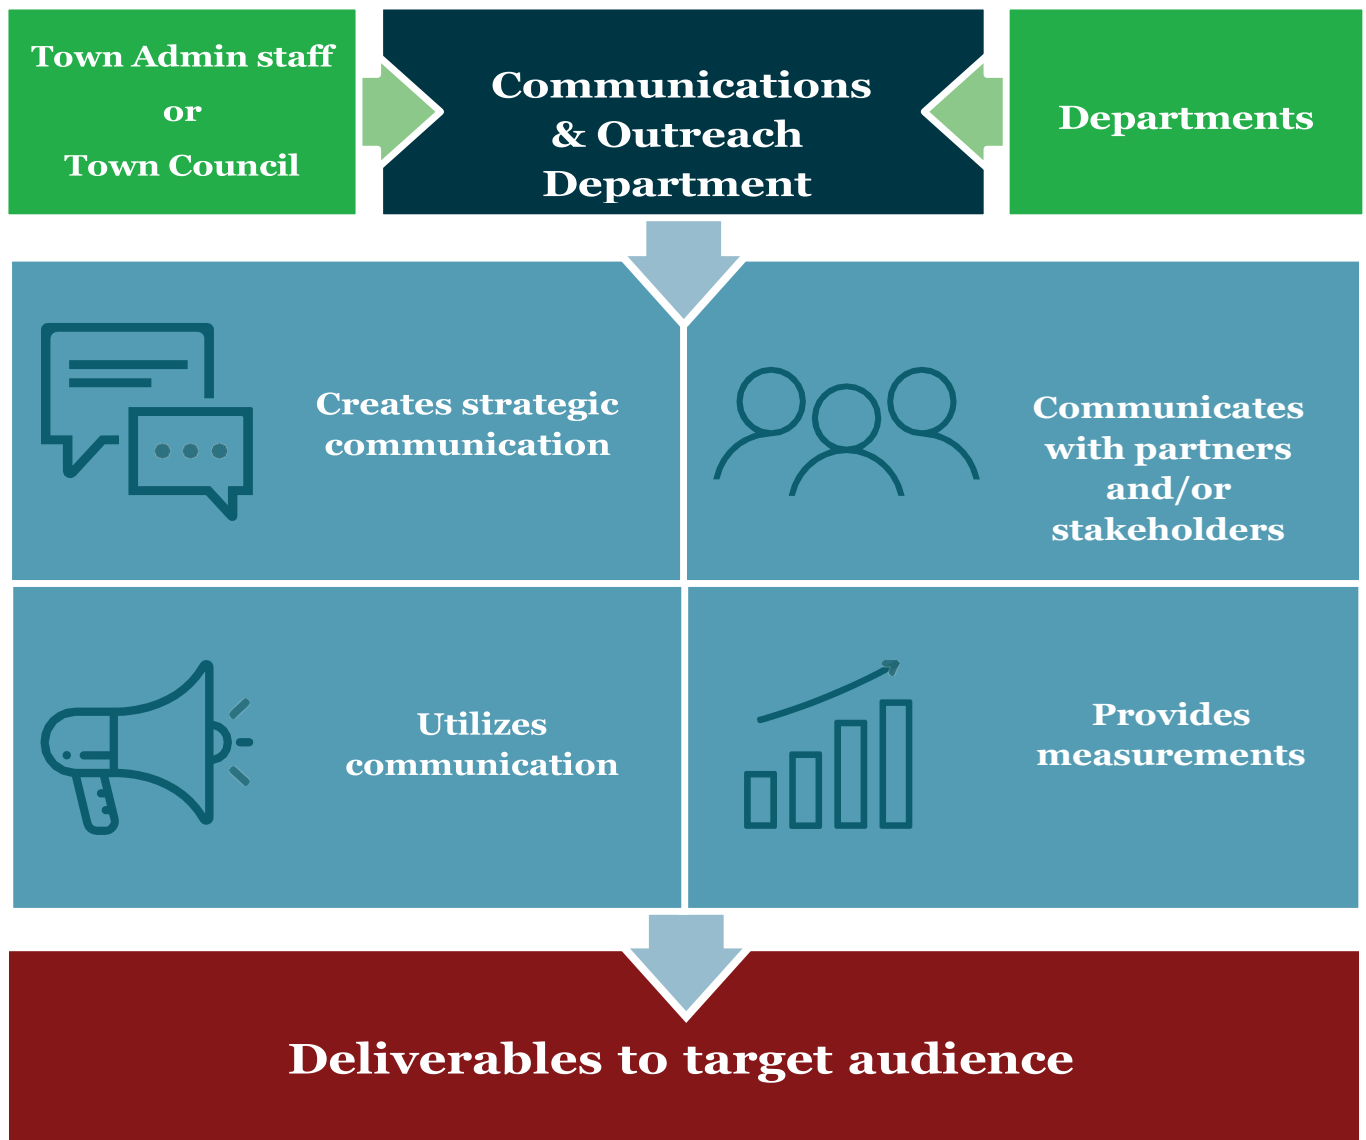 Town Admin staff
or
Town Council
Communications
& Outreach
Department
Departments
Creates strategic
communication
Communicates
with partners
and/or
stakeholders
Utilizes
communication
Provides
measurements
Deliverables to target audience